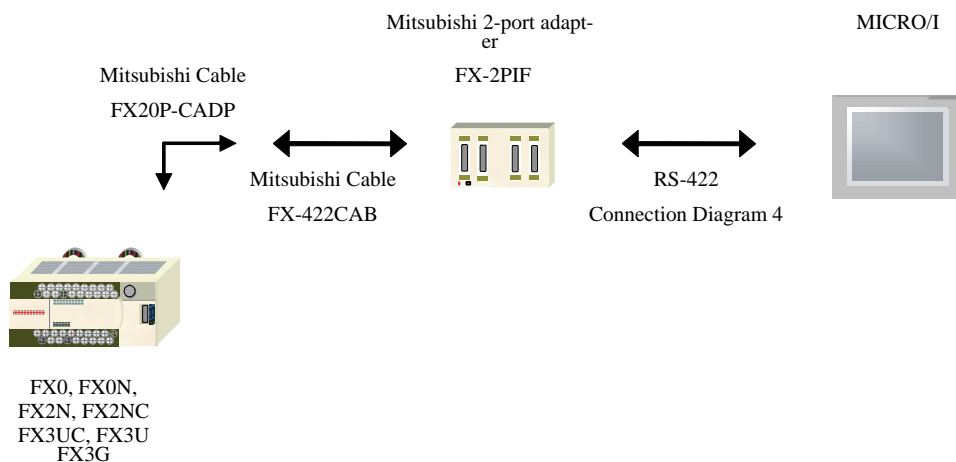 Mitsubishi 2-port adapt-
er
FX-2PIF
MICRO/I
Mitsubishi Cable
FX20P-CADP
Mitsubishi Cable
FX-422CAB
RS-422
Connection Diagram 4
FX0, FX0N,
FX2N, FX2NC
FX3UC, FX3U
FX3G